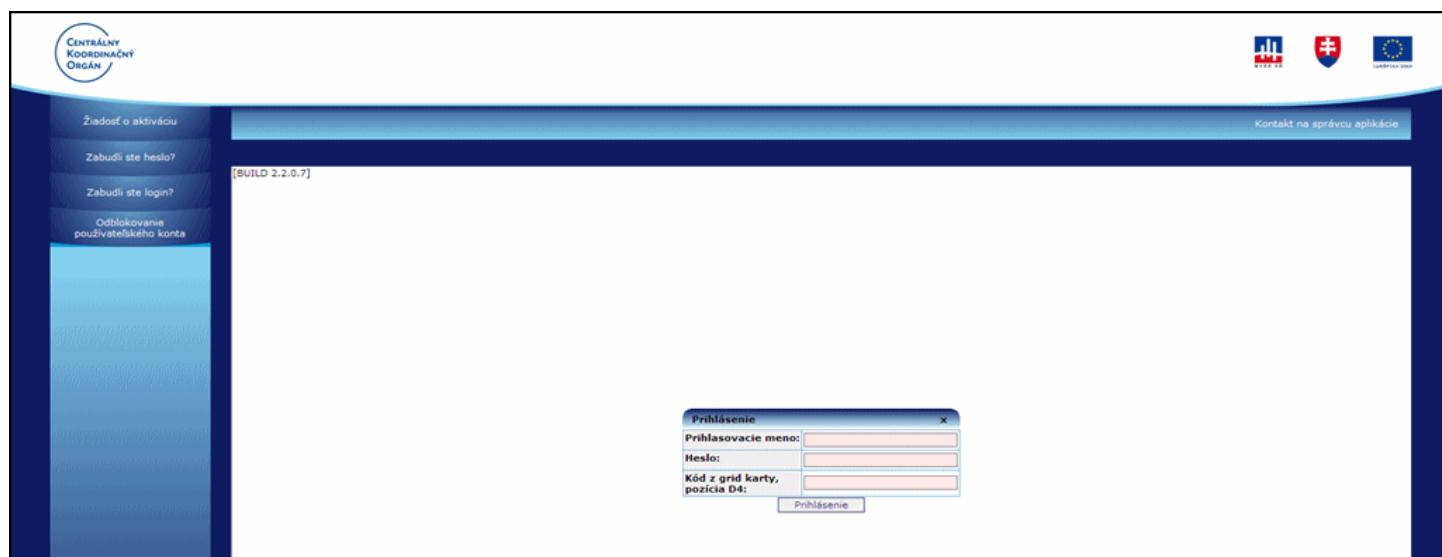 CENTRÁLNY
KOORDINAČNÝ
ORGÁN
Žiadosť o aktiváciu
Kontakt na správcu aplikácie
Zabudli ste heslo?
[BUILD 2.2.0.7]
Zabudli ste login?
Odblokovanie
používateľského konta
Prihlásenie x
Prihlasovacie meno:
Heslo:
Kód z grid karty,
pozícia D4:
Prihlásenie